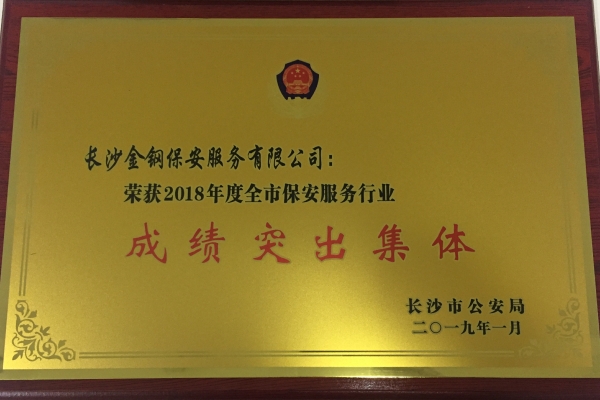 长沙金钢保安服务有限公司：
荣获2018年度全市保安服务行业
成绩突出集体
长沙市公安局
二〇一九年一月